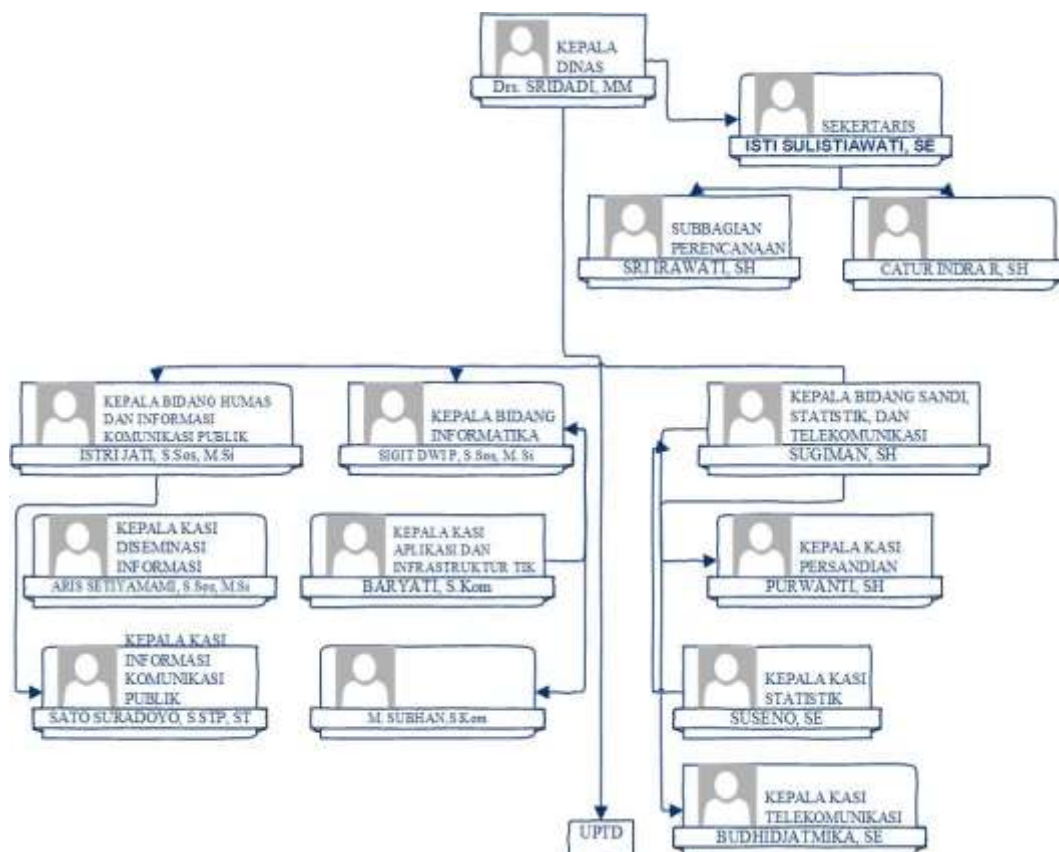 KEPALA
DINAS
Drs. SRIDADI, MM
SEKERTARIS
ISTI SULISTIAWATI, SE
SUBBAGIAN
PERENCANAAN
SRI IRAWATI, SH
CATUR INDRA R, SH
KEPALA BIDANG HUMAS
DAN INFORMASI
KOMUNIKASI PUBLIK
ISTRI JATI, S.Sos, M.Si
KEPALA BIDANG
INFORMATIKA
SIGIT DWI P, S.Sos, M.Si
KEPALA BIDANG SANDI,
STATISTIK, DAN
TELEKOMUNIKASI
SUGIMAN, SH
KEPALA KASI
DISEMINASI
INFORMASI
ARIS SETIYAMAMI, S.Sos, M.Si
KEPALA KASI
APLIKASI DAN
INFRASTRUKTUR TIK
BARYATI, S.Kom
KEPALA KASI
PERSANDIAN
PURWANTI, SH
KEPALA KASI
INFORMASI
KOMUNIKASI
PUBLIK
SATO SURADOYO, S.STP, ST
M. SUBHAN,S.Kom
KEPALA KASI
STATISTIK
SUSENO, SE
KEPALA KASI
TELEKOMUNIKASI
BUDHIDJATMIKA, SE
UPTD